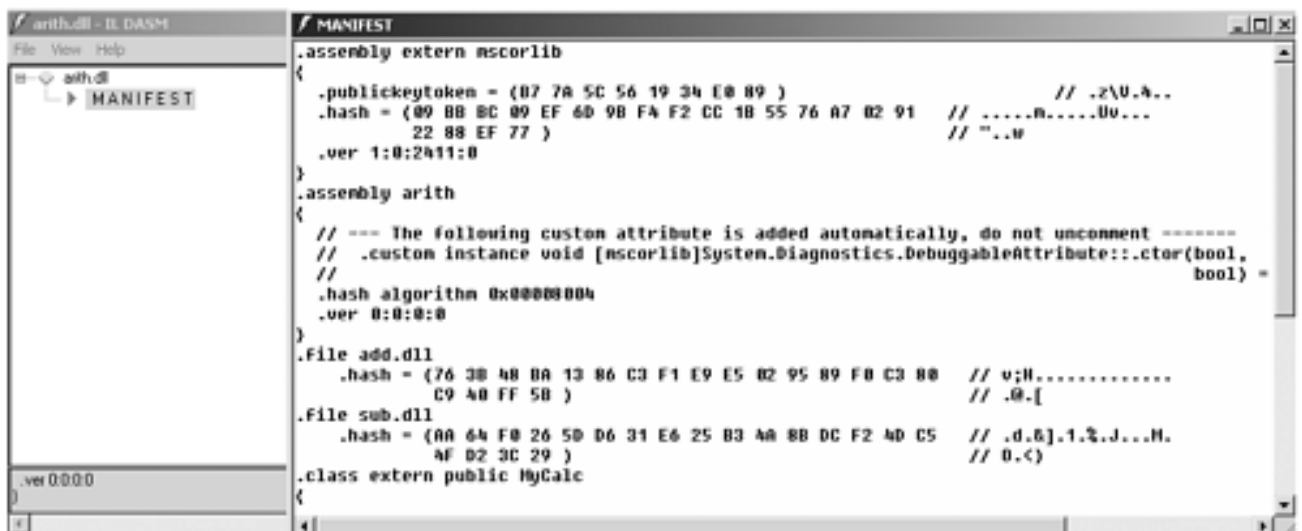 arith.dll - IL DASM
File View Help
arith.dll
MANIFEST
.ver 0:0:0:0
}
MANIFEST
.assembly extern mscorlib
{
.publickeytoken = (B7 7A 5C 56 19 34 E0 89 ) // .z\V.4..
.hash = (09 BB BC 09 EF 6D 9B F4 F2 CC 1B 55 76 A7 02 91 // .....m.....Uv...
22 88 EF 77 ) // "..w
.ver 1:0:2411:0
}
.assembly arith
{
// --- The following custom attribute is added automatically, do not uncomment -------
// .custom instance void [mscorlib]System.Diagnostics.DebuggableAttribute::.ctor(bool,
// bool) =
.hash algorithm 0x00008004
.ver 0:0:0:0
}
.file add.dll
.hash = (76 3B 48 BA 13 86 C3 F1 E9 E5 02 95 89 F0 C3 80 // v;H.............
C9 40 FF 5B ) // .@.[
.file sub.dll
.hash = (AA 64 F0 26 5D D6 31 E6 25 B3 4A 8B DC F2 4D C5 // .d.&].1.%.J...M.
4F D2 3C 29 ) // O.<)
.class extern public MyCalc
{